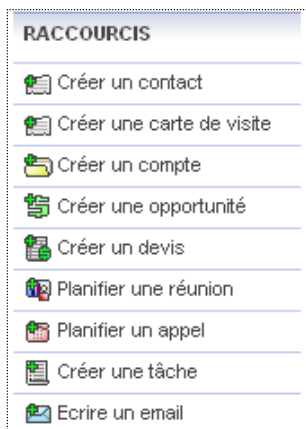 RACCOURCIS
Créer un contact
Créer une carte de visite
Créer un compte
Créer une opportunité
Créer un devis
Planifier une réunion
Planifier un appel
Créer une tâche
Ecrire un email